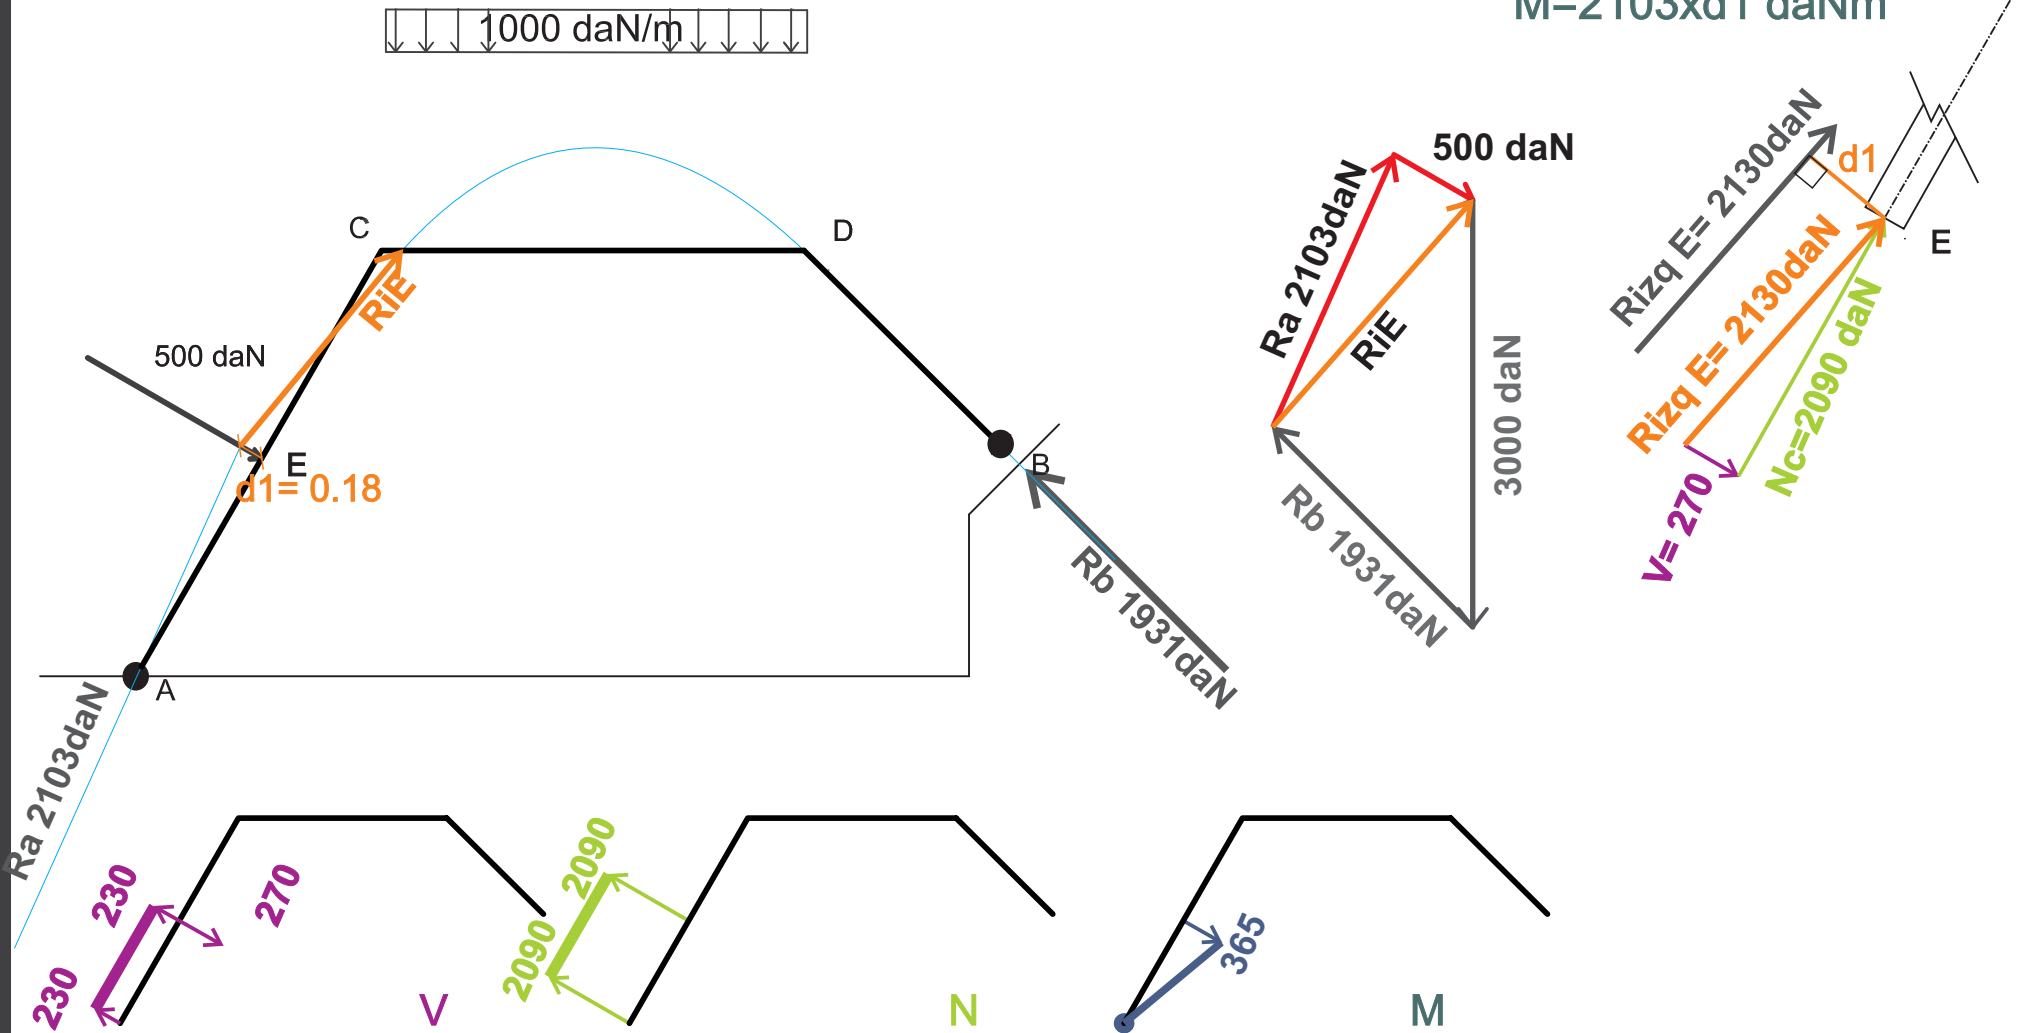 M=2103xd1 daNm
1000 daN/m
C
D
RiE
500 daN
E
d1= 0.18
B
A
Ra 2103daN
Rb 1931daN
500 daN
Ra 2103daN
RiE
3000 daN
Rb 1931daN
Rizq E= 2130daN
d1
E
Rizq E= 2130daN
Nc=2090 daN
V= 270
230
270
230
V
2090
2090
N
365
M